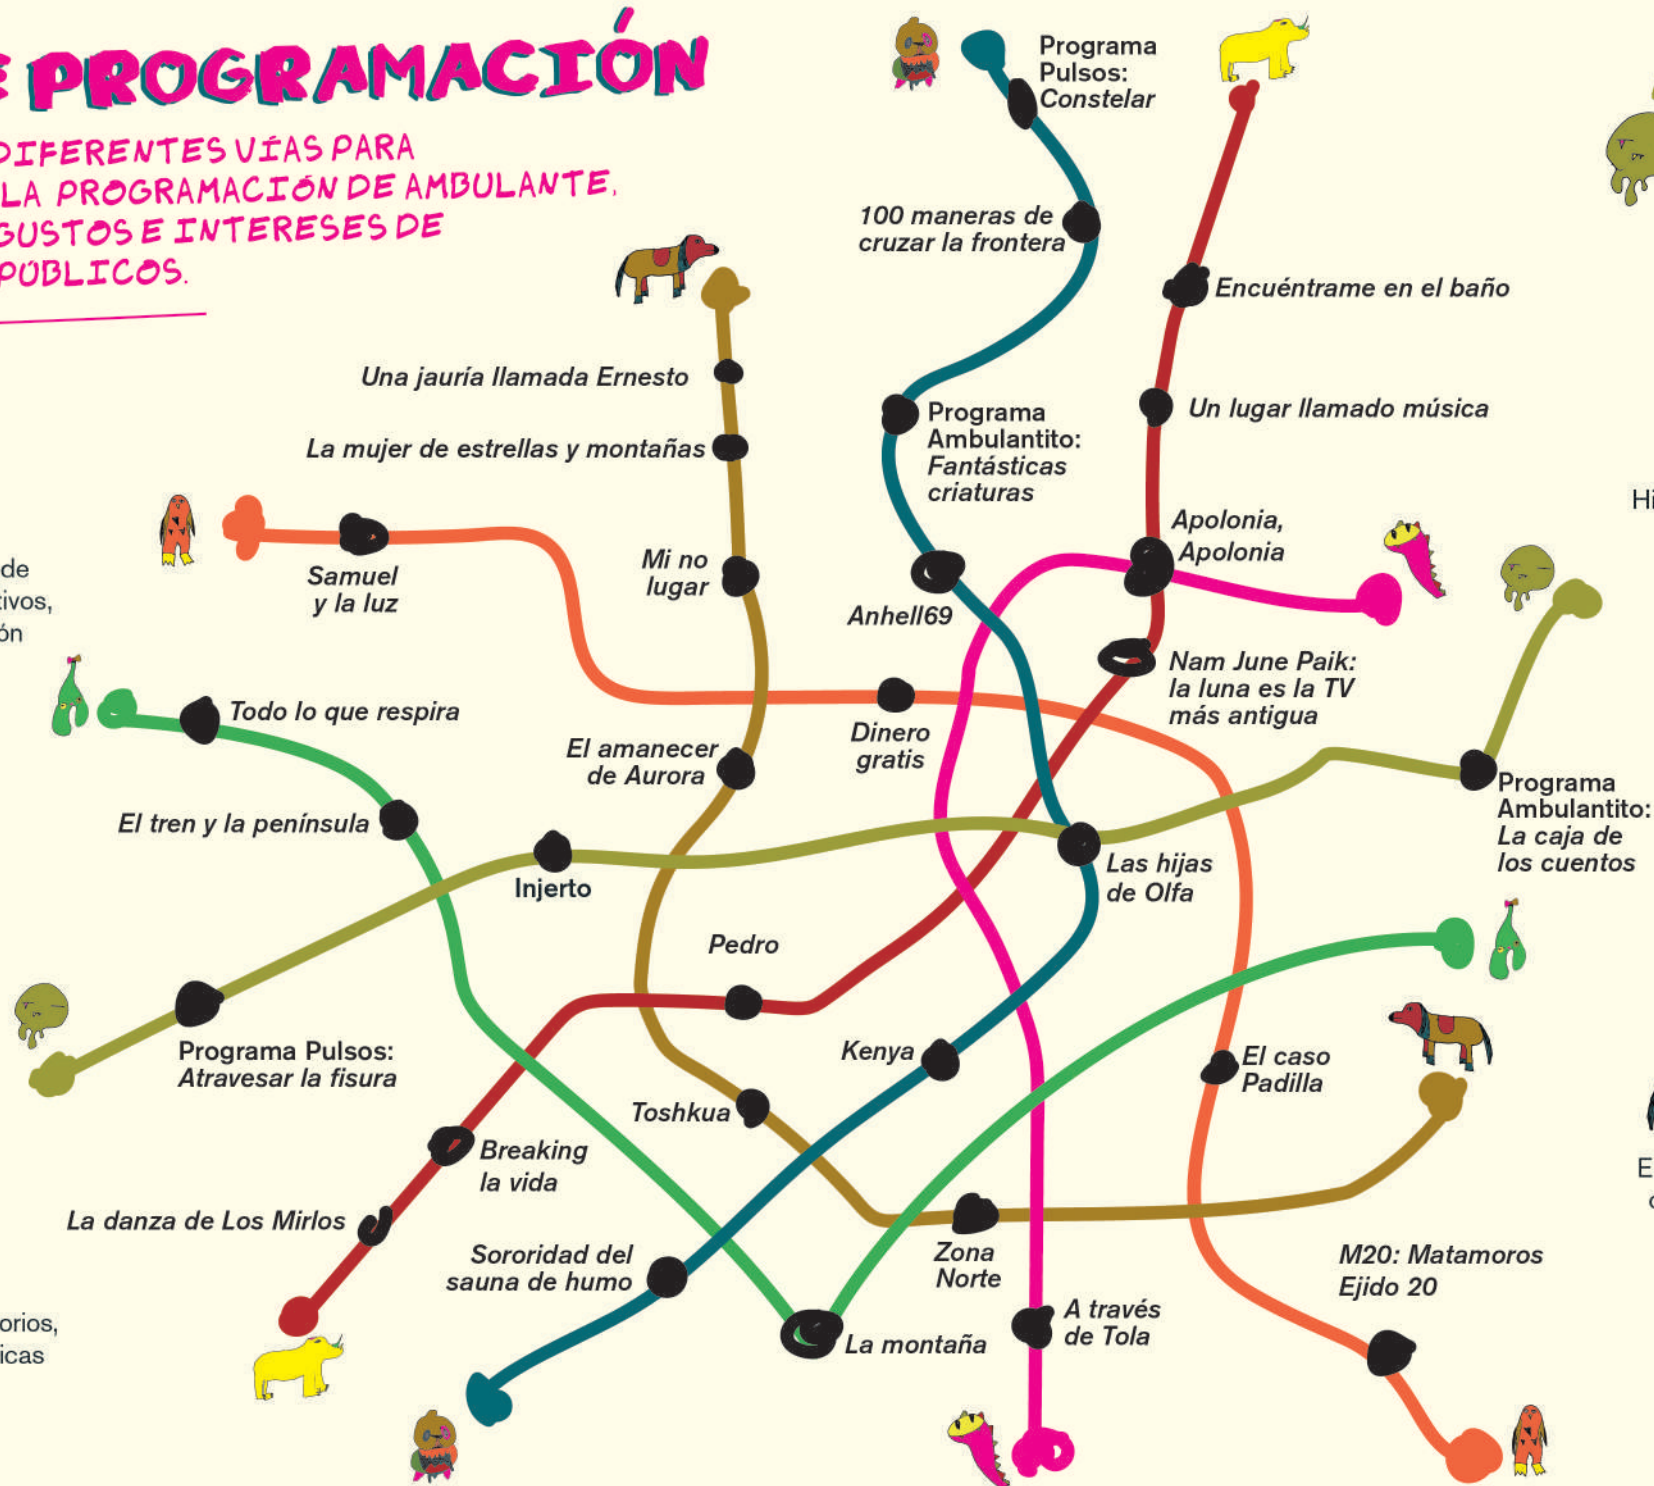 PROGRAMACIÓN
DIFERENTES VÍAS PARA
LA PROGRAMACIÓN DE AMBULANTE,
GUSTOS E INTERESES DE
PÚBLICOS.
Programa
Pulsos:
Constelar
100 maneras de
cruzar la frontera
Encuéntrame en el baño
Una jauría llamada Ernesto
La mujer de estrellas y montañas
Programa
Ambulantito:
Fantásticas
criaturas
Un lugar llamado música
Hi
Apolonia,
Apolonia
Samuel
y la luz
Mi no
lugar
Anhell69
de
tivos,
ón
Nam June Paik:
la luna es la TV
más antigua
Todo lo que respira
Dinero
gratis
El amanecer
de Aurora
Programa
Ambulantito:
La caja de
los cuentos
El tren y la península
Injerto
Las hijas
de Olfa
Pedro
Programa Pulsos:
Atravesar la fisura
Kenya
El caso
Padilla
Toshkua
Breaking
la vida
E
La danza de Los Mirlos
Sororidad del
sauna de humo
Zona
Norte
M20: Matamoros
Ejido 20
A través
de Tola
La montaña
orios,
icas